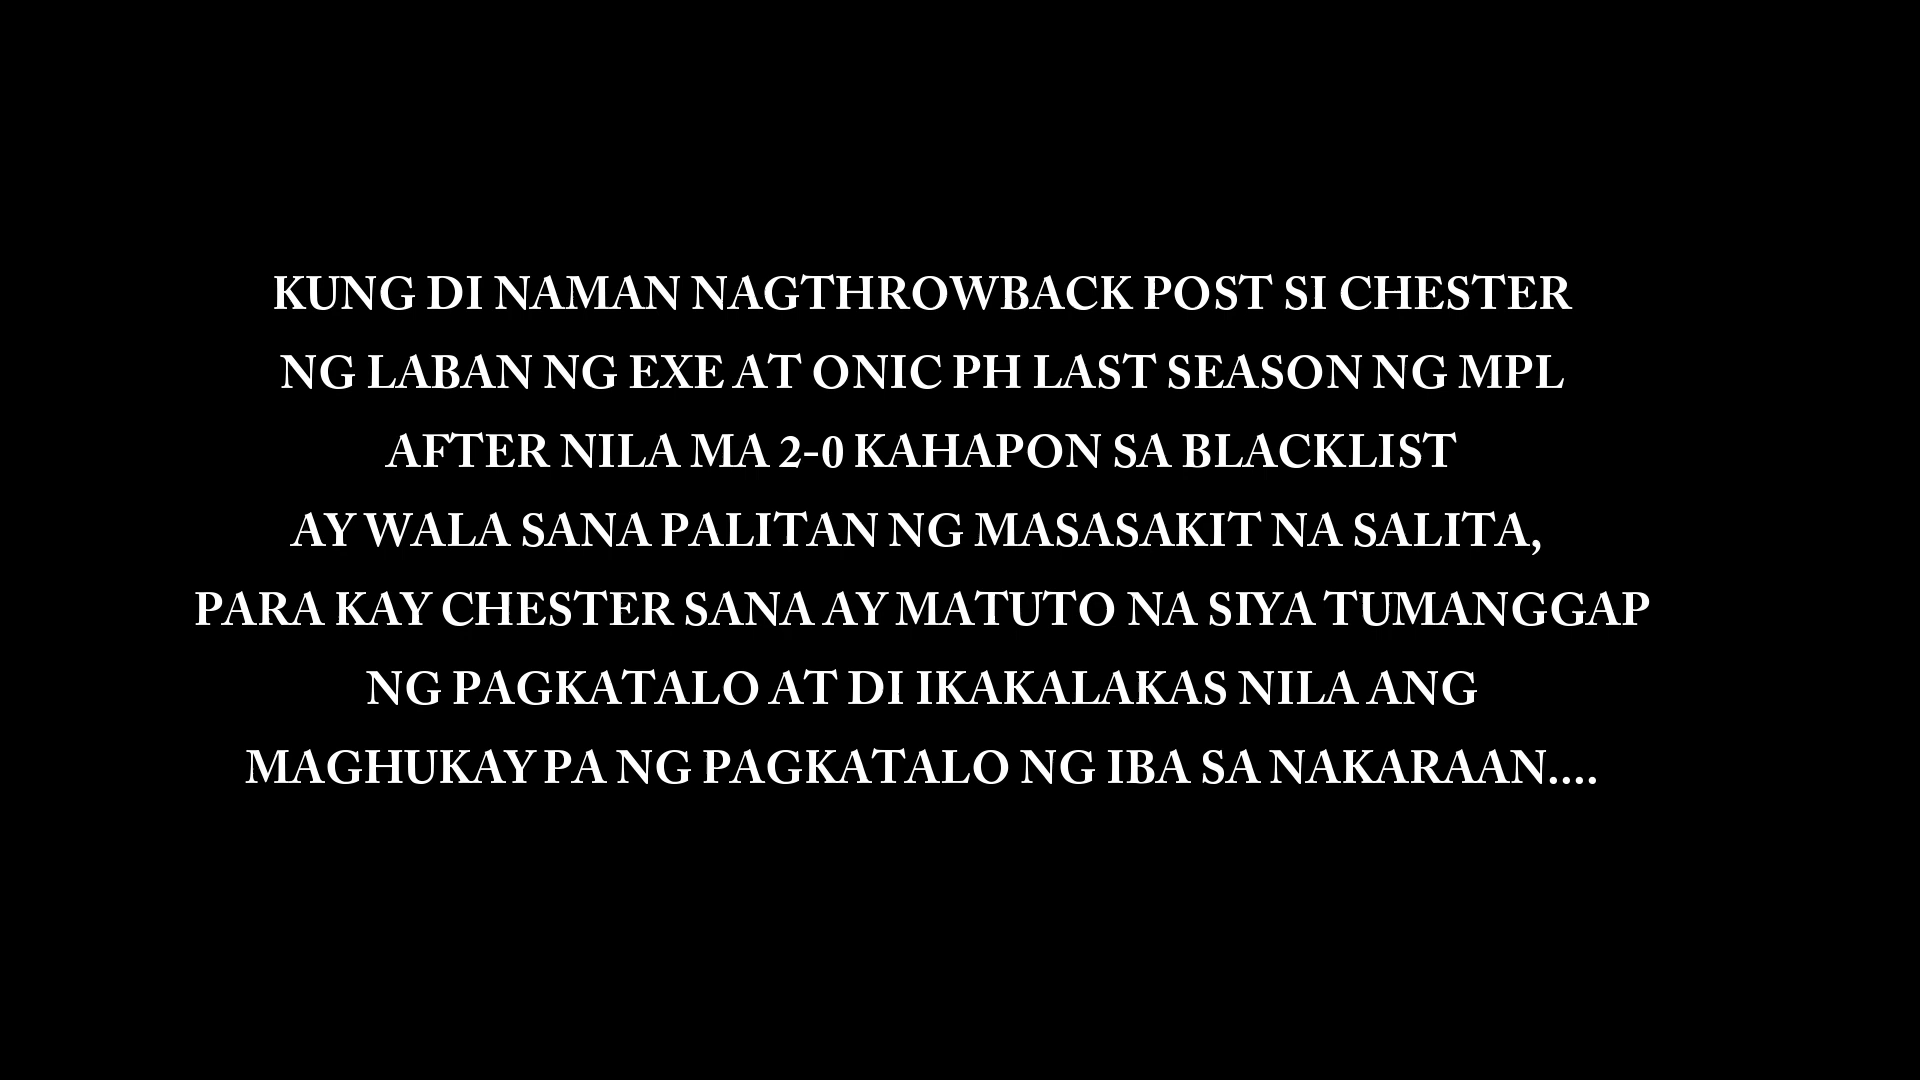 KUNG DI NAMAN NAGTHROWBACK POST SI CHESTER
NG LABAN NG EXE AT ONIC PH LAST SEASON NG MPL
AFTER NILA MA 2-0 KAHAPON SA BLACKLIST
AY WALA SANA PALITAN NG MASASAKIT NA SALITA,
PARA KAY CHESTER SANA AY MATUTO NA SIYA TUMANGGAP
NG PAGKATALO AT DI IKAKALAKAS NILA ANG
MAGHUKAY PA NG PAGKATALO NG IBA SA NAKARAAN....